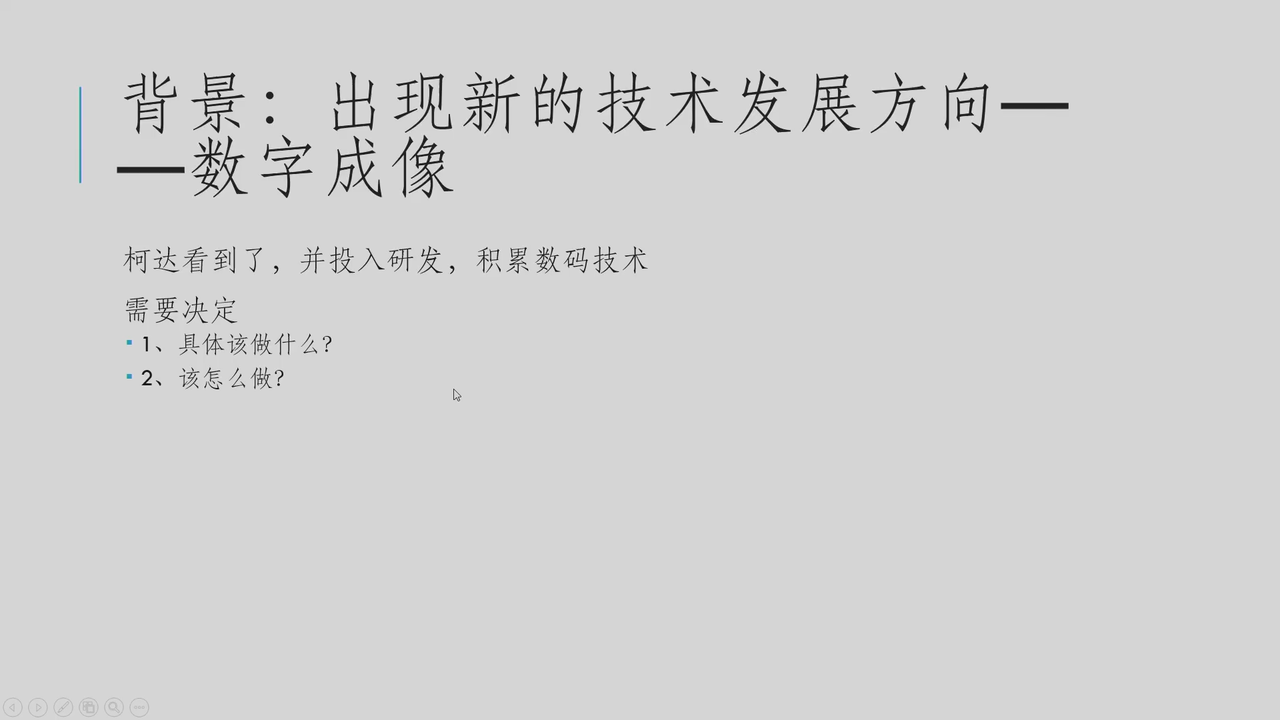 背景：出现新的技术发展方向—
—数字成像
柯达看到了，并投入研发，积累数码技术
需要决定
1、具体该做什么？
2、该怎么做？